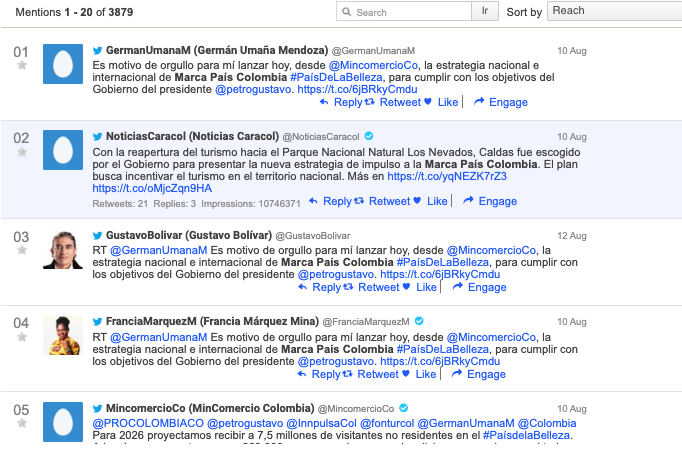 Mentions 1 - 20 of 3879
Search
Ir
Sort by
Reach
01
GermanUmanaM (Germán Umaña Mendoza) @GermanUmanaM
10 Aug
Es motivo de orgullo para mí lanzar hoy, desde @MincomercioCo, la estrategia nacional e
internacional de Marca País Colombia #PaísDeLaBelleza, para cumplir con los objetivos del
Gobierno del presidente @petrogustavo. https://t.co/6jBRkyCmdu
Reply Retweet Like | Engage
02
NoticiasCaracol (Noticias Caracol) @NoticiasCaracol
10 Aug
Con la reapertura del turismo hacia el Parque Nacional Natural Los Nevados, Caldas fue escogido
por el Gobierno para presentar la nueva estrategia de impulso a la Marca País Colombia. El plan
busca incentivar el turismo en el territorio nacional. Más en https://t.co/yqNEZK7rZ3
https://t.co/oMjcZqn9HA
Retweets: 21 Replies: 3 Impressions: 10746371 Reply Retweet Like | Engage
03
GustavoBolivar (Gustavo Bolívar) @GustavoBolivar
12 Aug
RT @GermanUmanaM Es motivo de orgullo para mí lanzar hoy, desde @MincomercioCo, la
estrategia nacional e internacional de Marca País Colombia #PaísDeLaBelleza, para cumplir con
los objetivos del Gobierno del presidente @petrogustavo. https://t.co/6jBRkyCmdu
Reply Retweet Like | Engage
04
FranciaMarquezM (Francia Márquez Mina) @FranciaMarquezM
10 Aug
RT @GermanUmanaM Es motivo de orgullo para mí lanzar hoy, desde @MincomercioCo, la
estrategia nacional e internacional de Marca País Colombia #PaísDeLaBelleza, para cumplir con
los objetivos del Gobierno del presidente @petrogustavo. https://t.co/6jBRkyCmdu
Reply Retweet Like | Engage
05
MincomercioCo (MinComercio Colombia) @MincomercioCo
10 Aug
@PROCOLOMBIACO @petrogustavo @InnpulsaCol @fonturcol @GermanUmanaM @Colombia
Para 2026 proyectamos recibir a 7,5 millones de visitantes no residentes en el #PaísdelaBelleza.